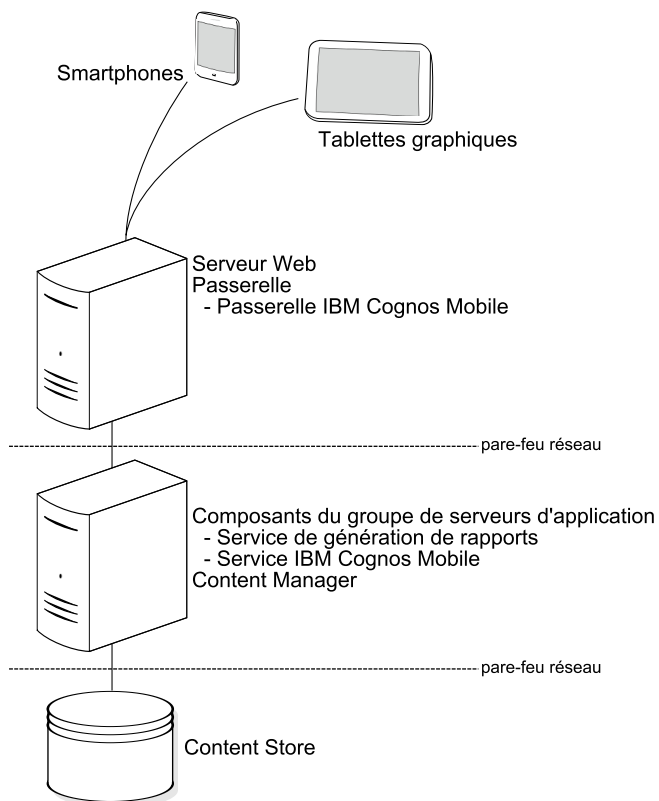 Smartphones
Tablettes graphiques
Serveur Web
Passerelle
- Passerelle IBM Cognos Mobile
pare-feu réseau
Composants du groupe de serveurs d'application
- Service de génération de rapports
- Service IBM Cognos Mobile
Content Manager
pare-feu réseau
Content Store